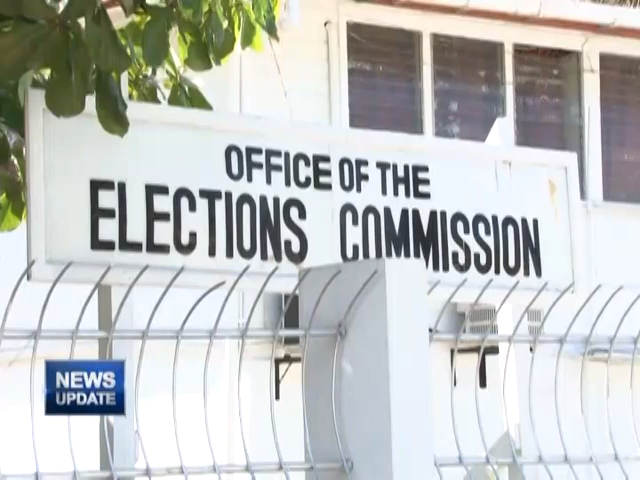 OFFICE OF THE
ELECTIONS COMMISSION
NEWS
UPDATE